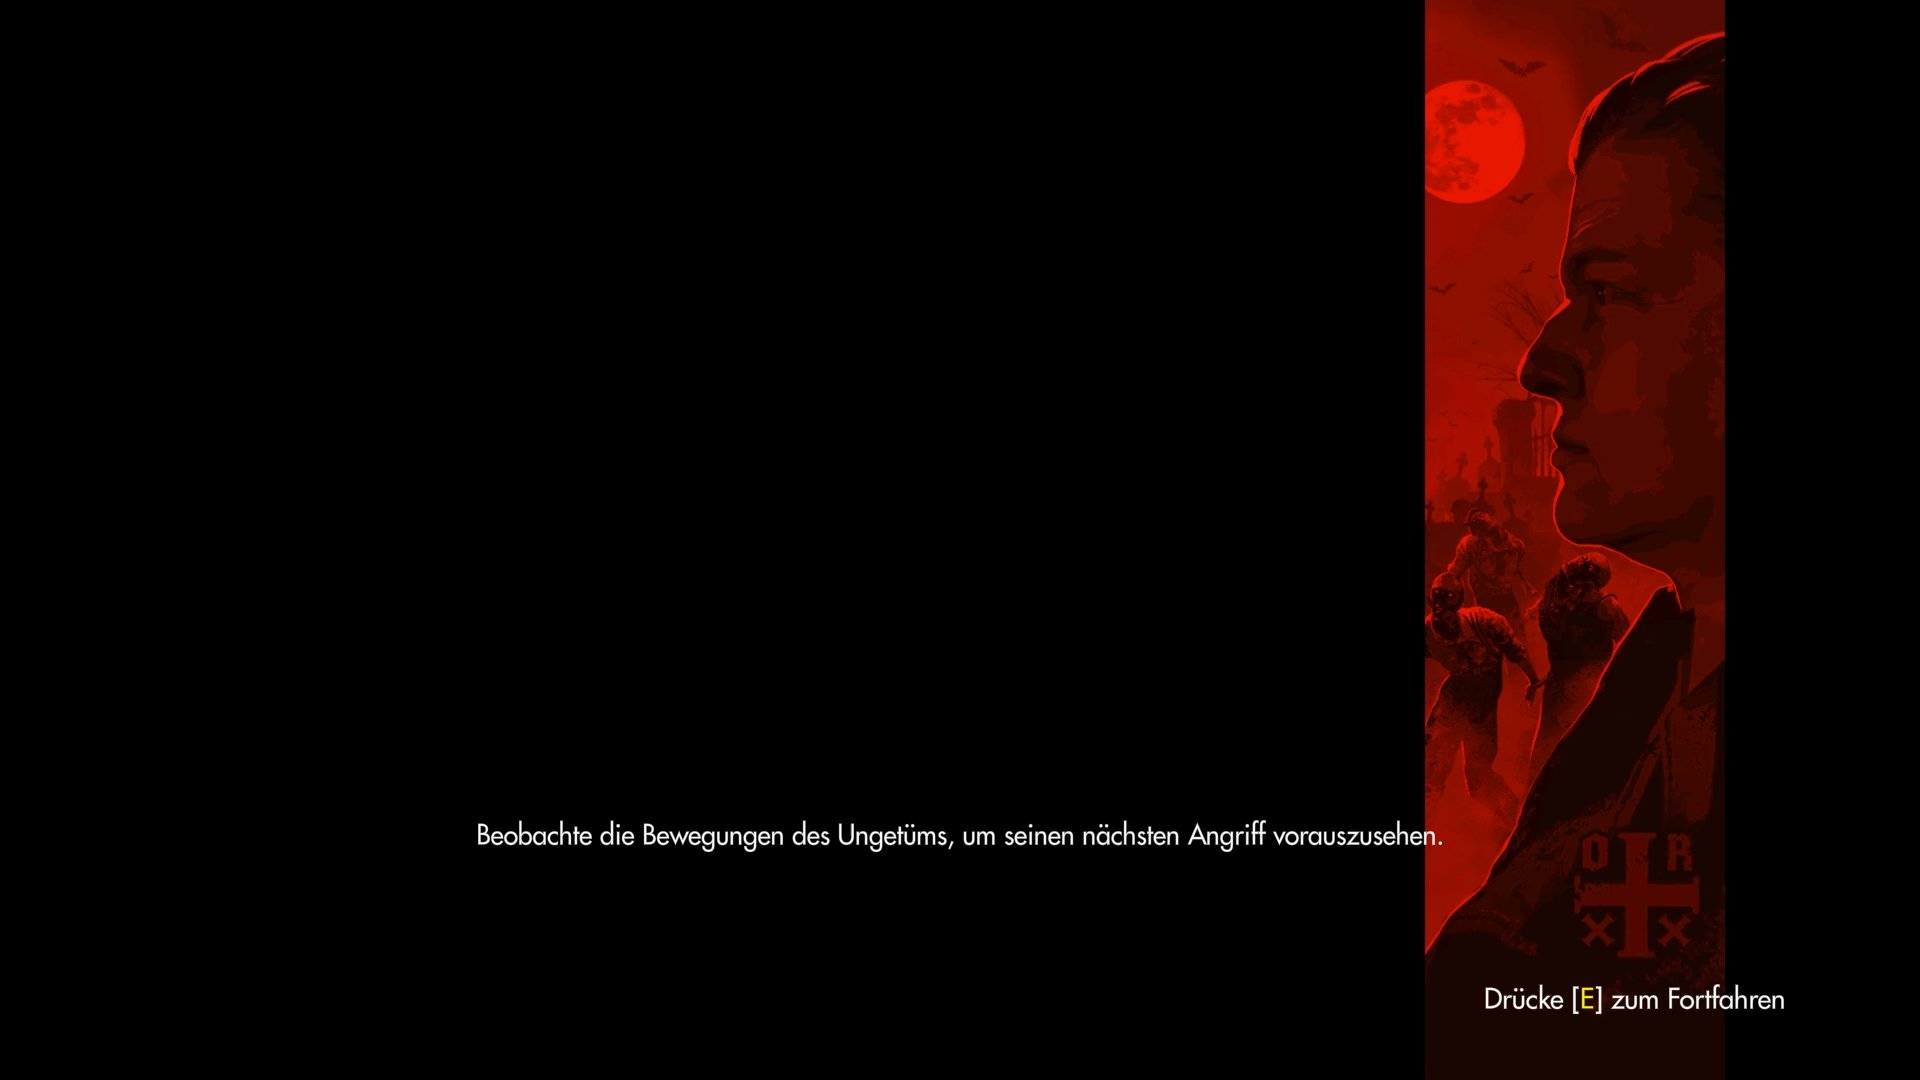 Beobachte die Bewegungen des Ungetüms, um seinen nächsten Angriff vorauszusehen.
O R
X X
Drücke [E] zum Fortfahren